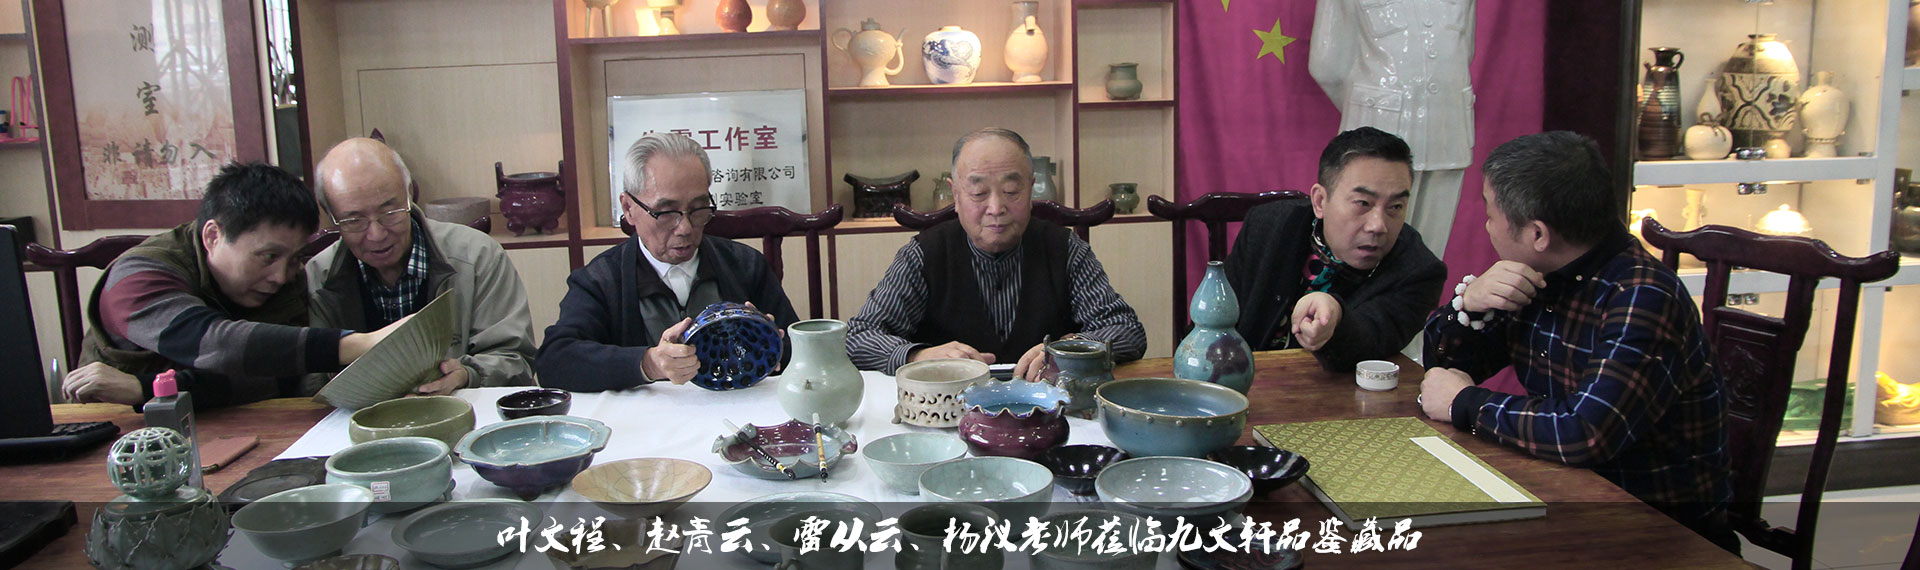 测
室
非请勿入
工作室
咨询有限公司
实验室
叶文程、赵青云、雷从云、杨议老师莅临九文轩品鉴藏品